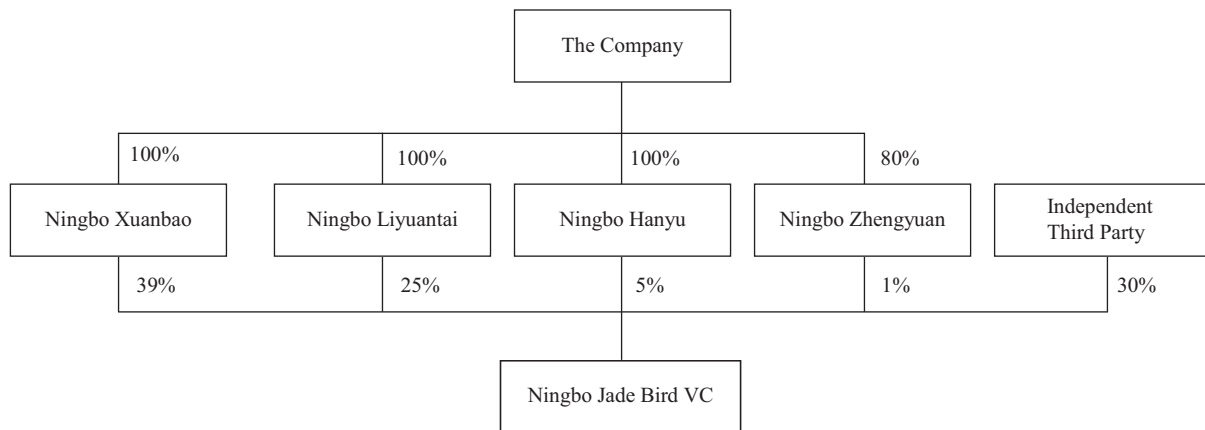 The Company
100%
100%
100%
80%
Ningbo Xuanbao
Ningbo Liyuantai
Ningbo Hanyu
Ningbo Zhengyuan
Independent
Third Party
39%
25%
5%
1%
30%
Ningbo Jade Bird VC